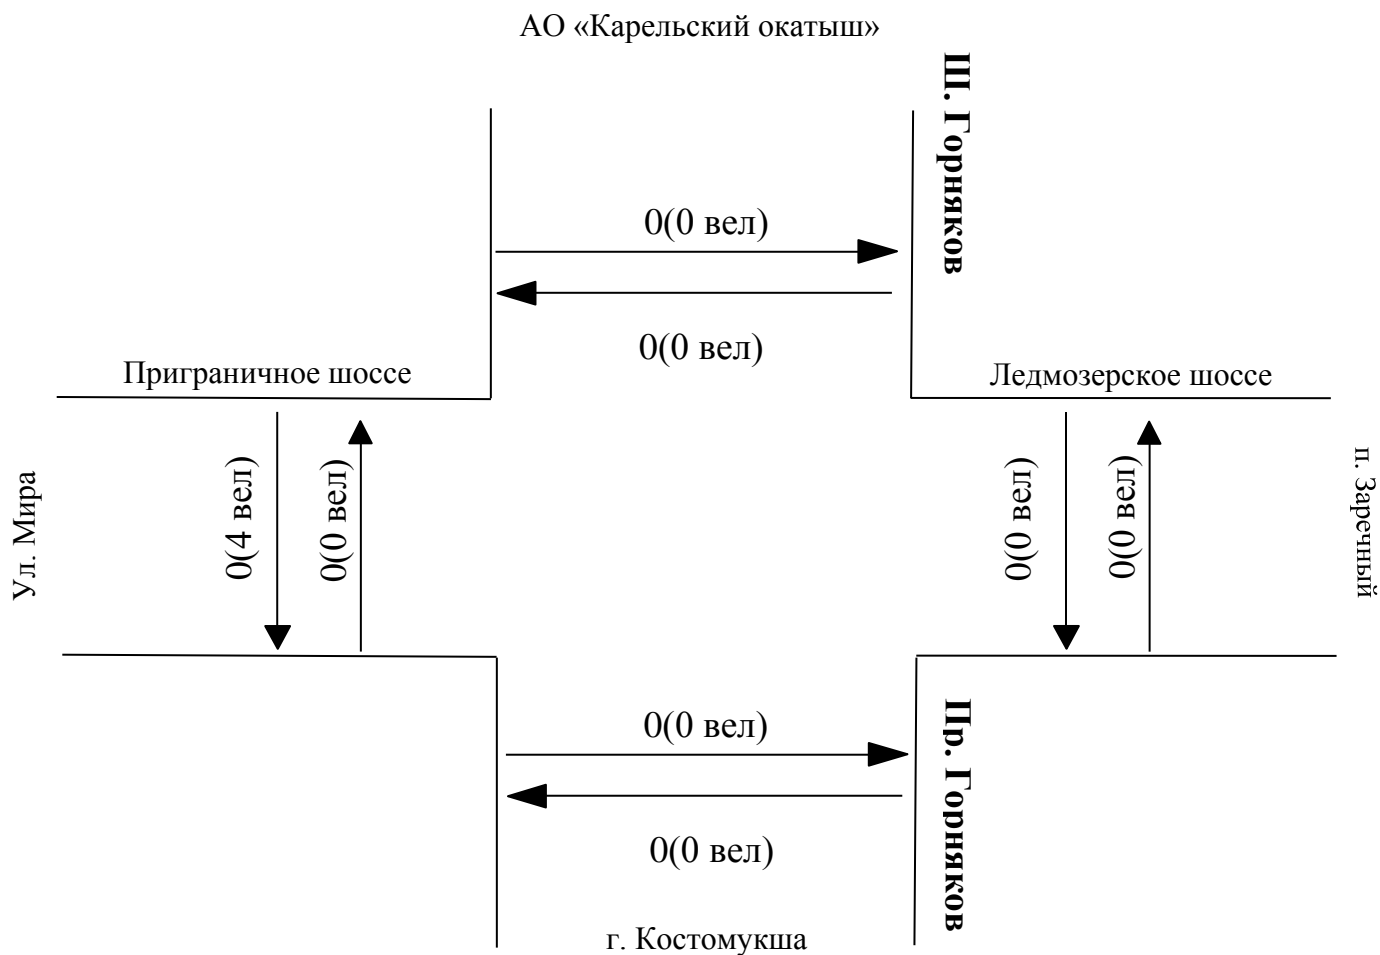 АО «Карельский окатыш»
Ш. Горняков
0(0 вел)
0(0 вел)
Приграничное шоссе
Ледмозерское шоссе
Ул. Мира
0(4 вел)
0(0 вел)
0(0 вел)
0(0 вел)
п. Заречный
0(0 вел)
Пр. Горняков
0(0 вел)
г. Костомукша